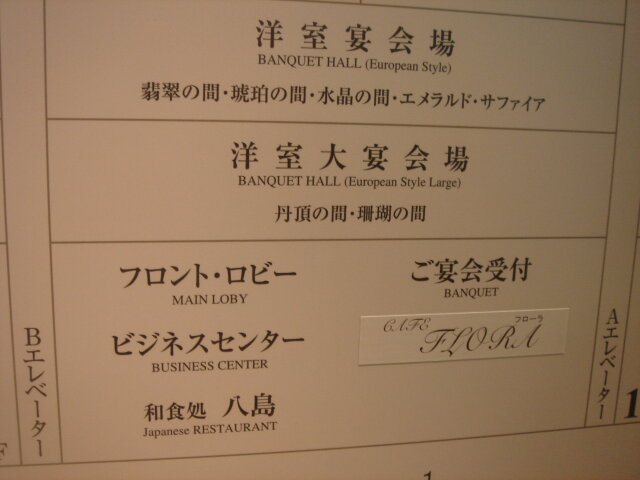 洋室宴会場
BANQUET HALL (European Style)
翡翠の間・琥珀の間・水晶の間・エメラルド・サファイア
洋室大宴会場
BANQUET HALL (European Style Large)
丹頂の間・珊瑚の間
フロント・ロビー
MAIN LOBY
ご宴会受付
BANQUET
ビジネスセンター
BUSINESS CENTER
CAFE
フローラ
FLORA
和食処 八島
Japanese RESTAURANT
Bエレベーター
Aエレベーター
1
F
1